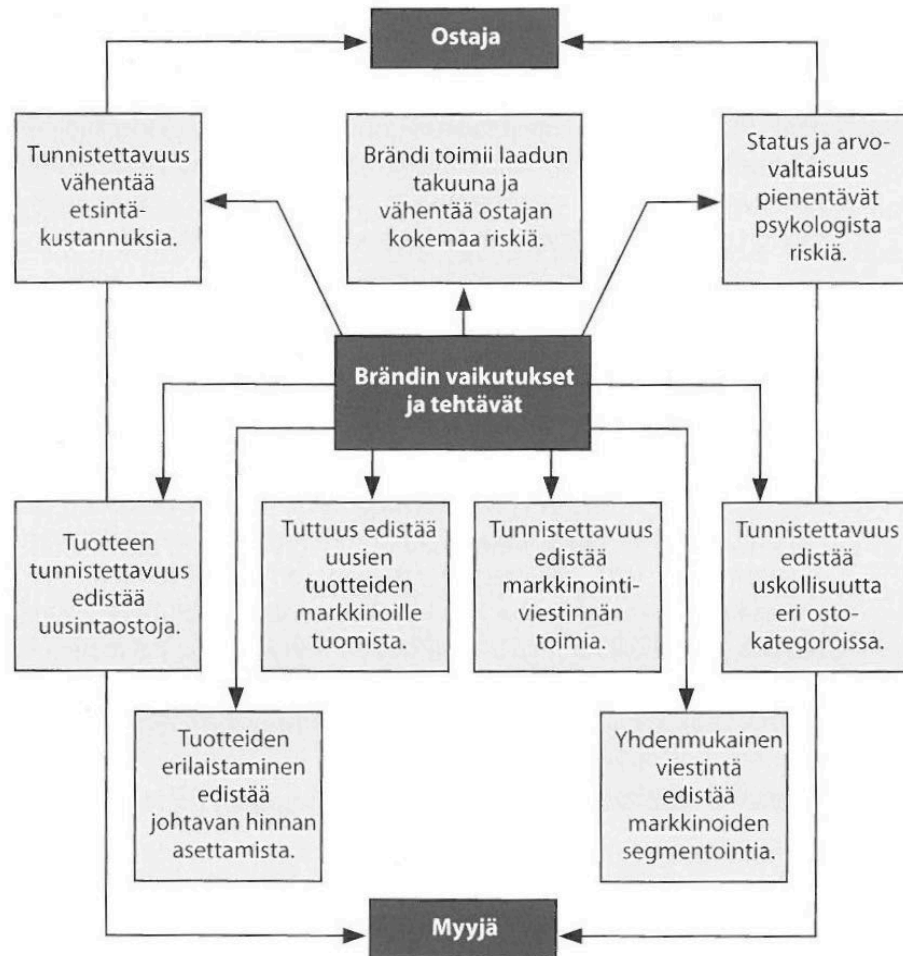 Ostaja
Tunnistettavuus
vähentää
etsintä-
kustannuksia.
Brändi toimii laadun
takuuna ja
vähentää ostajan
kokemaa riskiä.
Status ja arvo-
valtaisuus
pienentävät
psykologista
riskiä.
Brändin vaikutukset
ja tehtävät
Tuotteen
tunnistettavuus
edistää
uusintaostoja.
Tuttuus edistää
uusien
tuotteiden
markkinoille
tuomista.
Tunnistettavuus
edistää
markkinointi-
viestinnän
toimia.
Tunnistettavuus
edistää
uskollisuutta
eri osto-
kategoroissa.
Tuotteiden
erilaistaminen
edistää
johtavan hinnan
asettamista.
Yhdenmukainen
viestintä
edistää
markkinoiden
segmentointia.
Myyjä